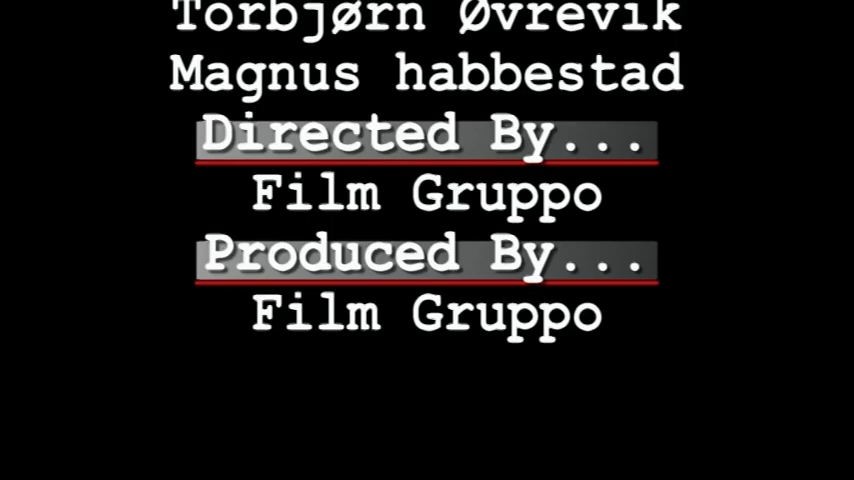 Torbjørn Øvrevik
Magnus habbestad
Directed By...
Film Gruppo
Produced By...
Film Gruppo